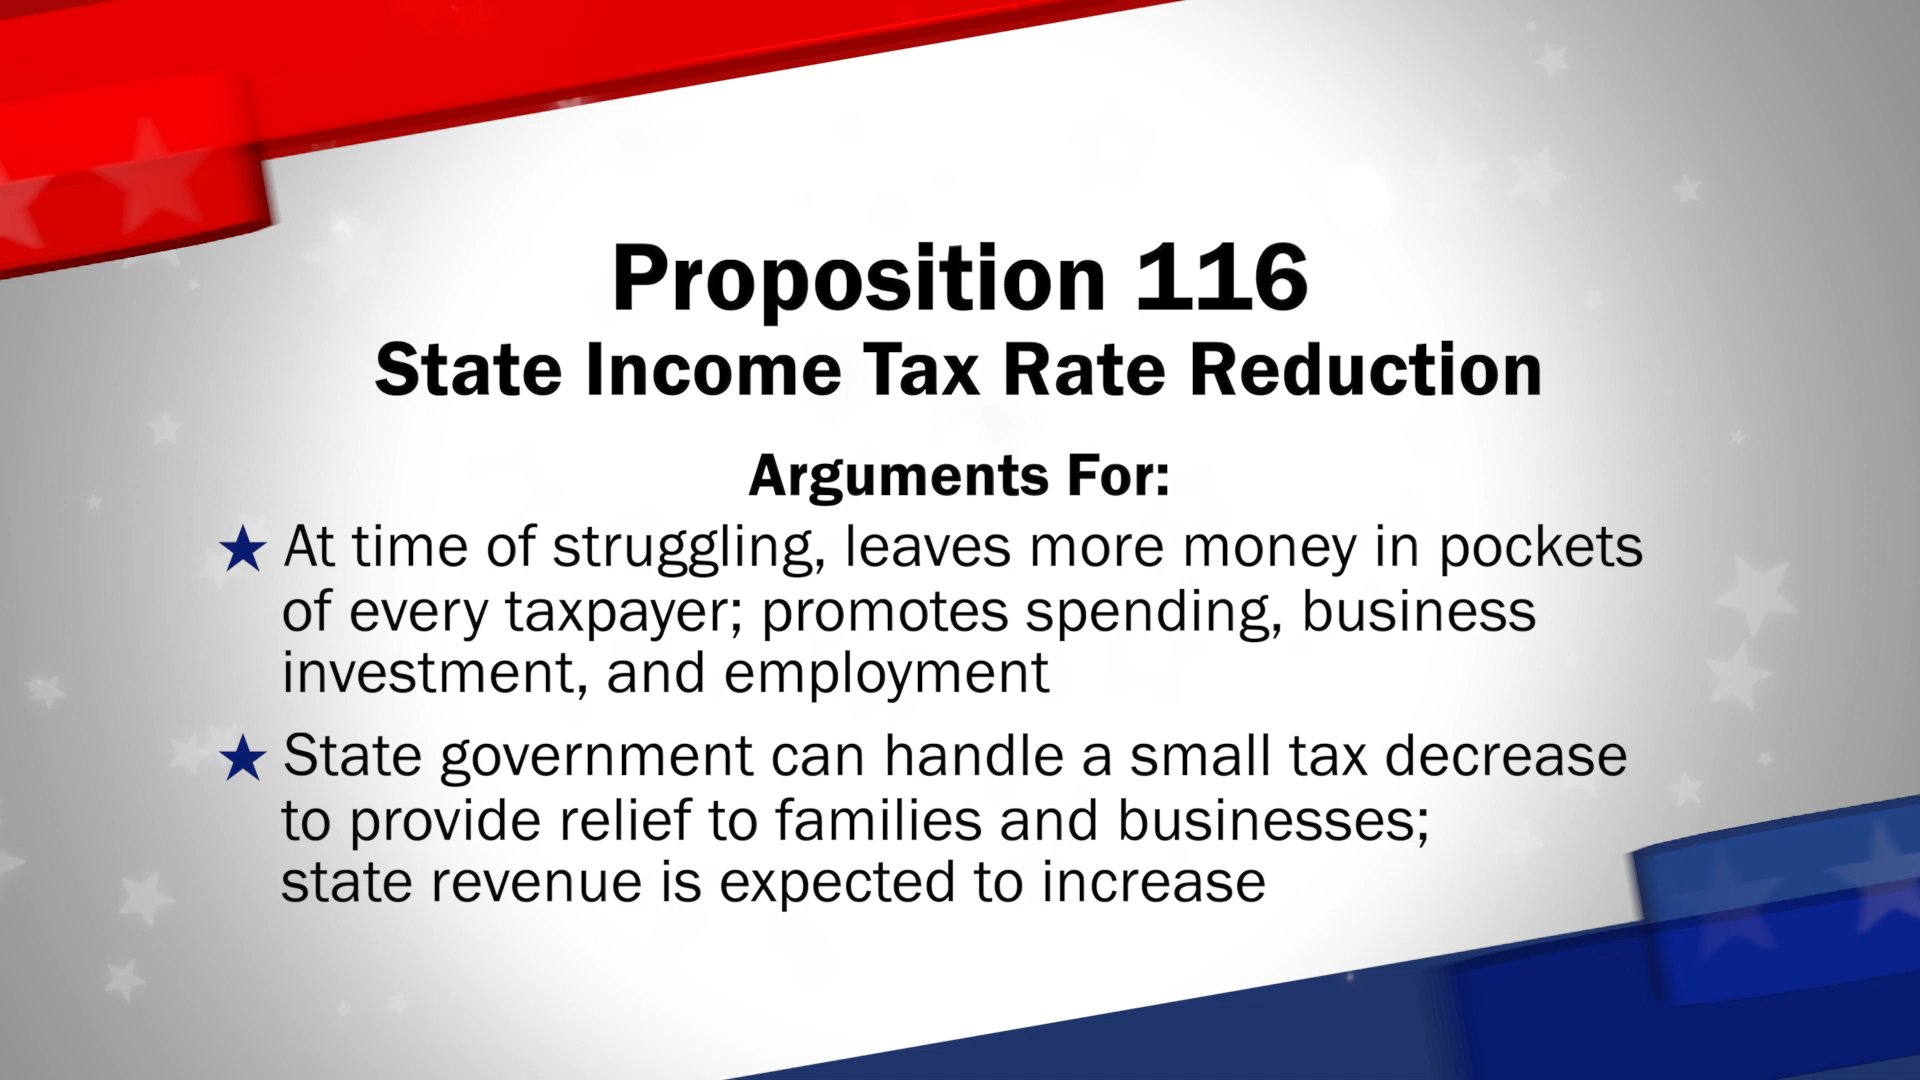 Proposition 116
State Income Tax Rate Reduction
Arguments For:
At time of struggling, leaves more money in pockets
of every taxpayer; promotes spending, business
investment, and employment
State government can handle a small tax decrease
to provide relief to families and businesses;
state revenue is expected to increase